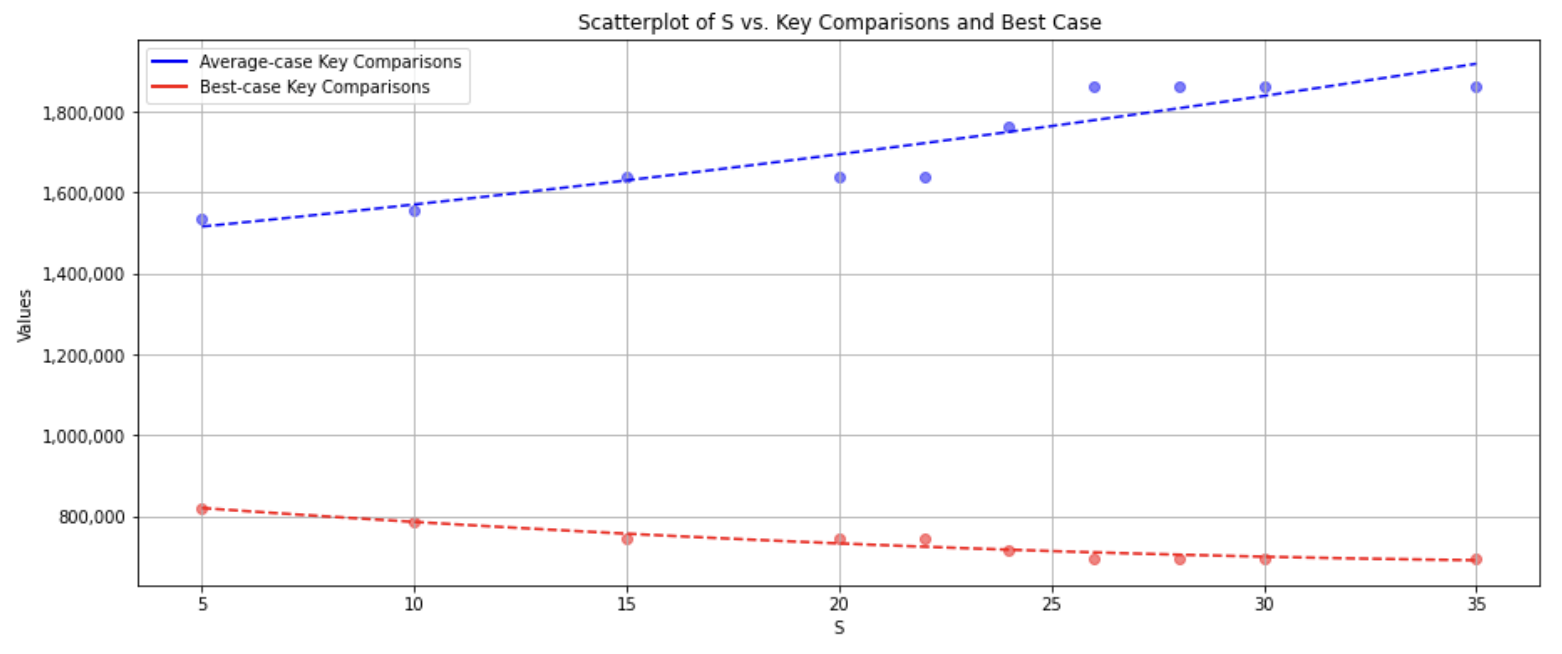 Scatterplot of S vs. Key Comparisons and Best Case
Average-case Key Comparisons
Best-case Key Comparisons
1,800,000
1,600,000
1,400,000
1,200,000
1,000,000
800,000
Values
5 10 15 20 25 30 35
S